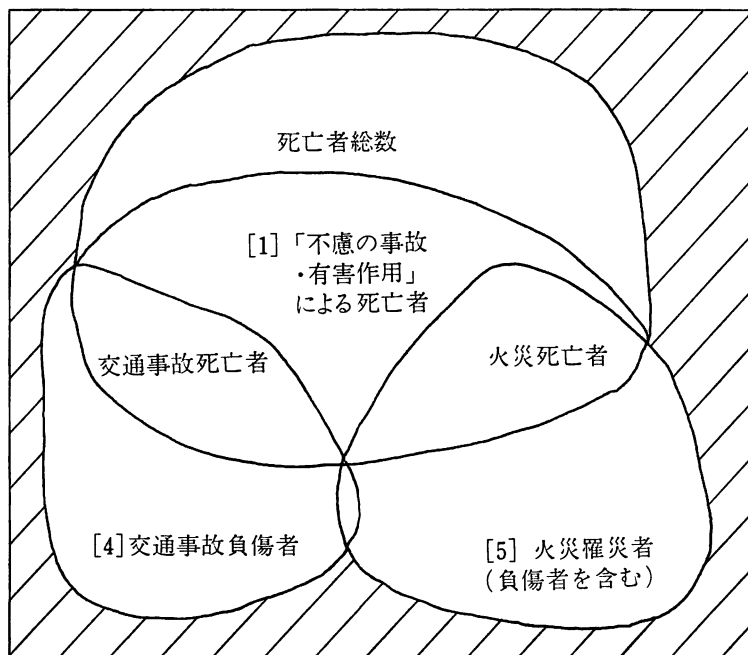 死亡者総数
[1]「不慮の事故
・有害作用」
による死亡者
交通事故死亡者
火災死亡者
[4]交通事故負傷者
[5] 火災罹災者
(負傷者を含む)